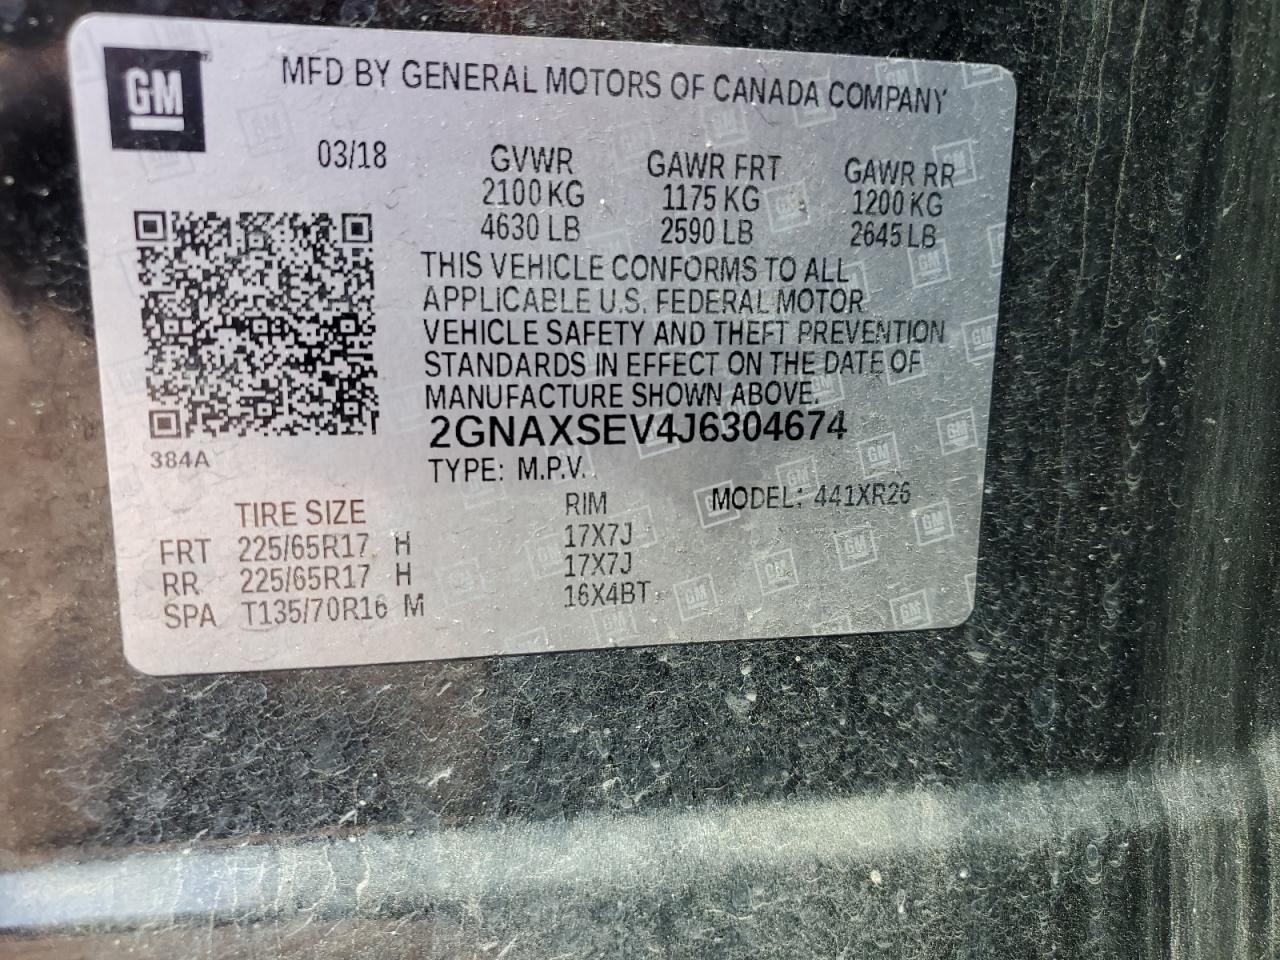 GM
MFD BY GENERAL MOTORS OF CANADA COMPANY
03/18 GVWR GAWR FRT GAWR RR
2100 KG 1175 KG 1200 KG
4630 LB 2590 LB 2645 LB
THIS VEHICLE CONFORMS TO ALL
APPLICABLE U.S. FEDERAL MOTOR
VEHICLE SAFETY AND THEFT PREVENTION
STANDARDS IN EFFECT ON THE DATE OF
MANUFACTURE SHOWN ABOVE.
2GNAXSEV4J6304674
384A
TYPE: M.P.V.
TIRE SIZE RIM MODEL: 441XR26
FRT 225/65R17 H 17X7J
RR 225/65R17 H 17X7J
SPA T135/70R16 M 16X4BT